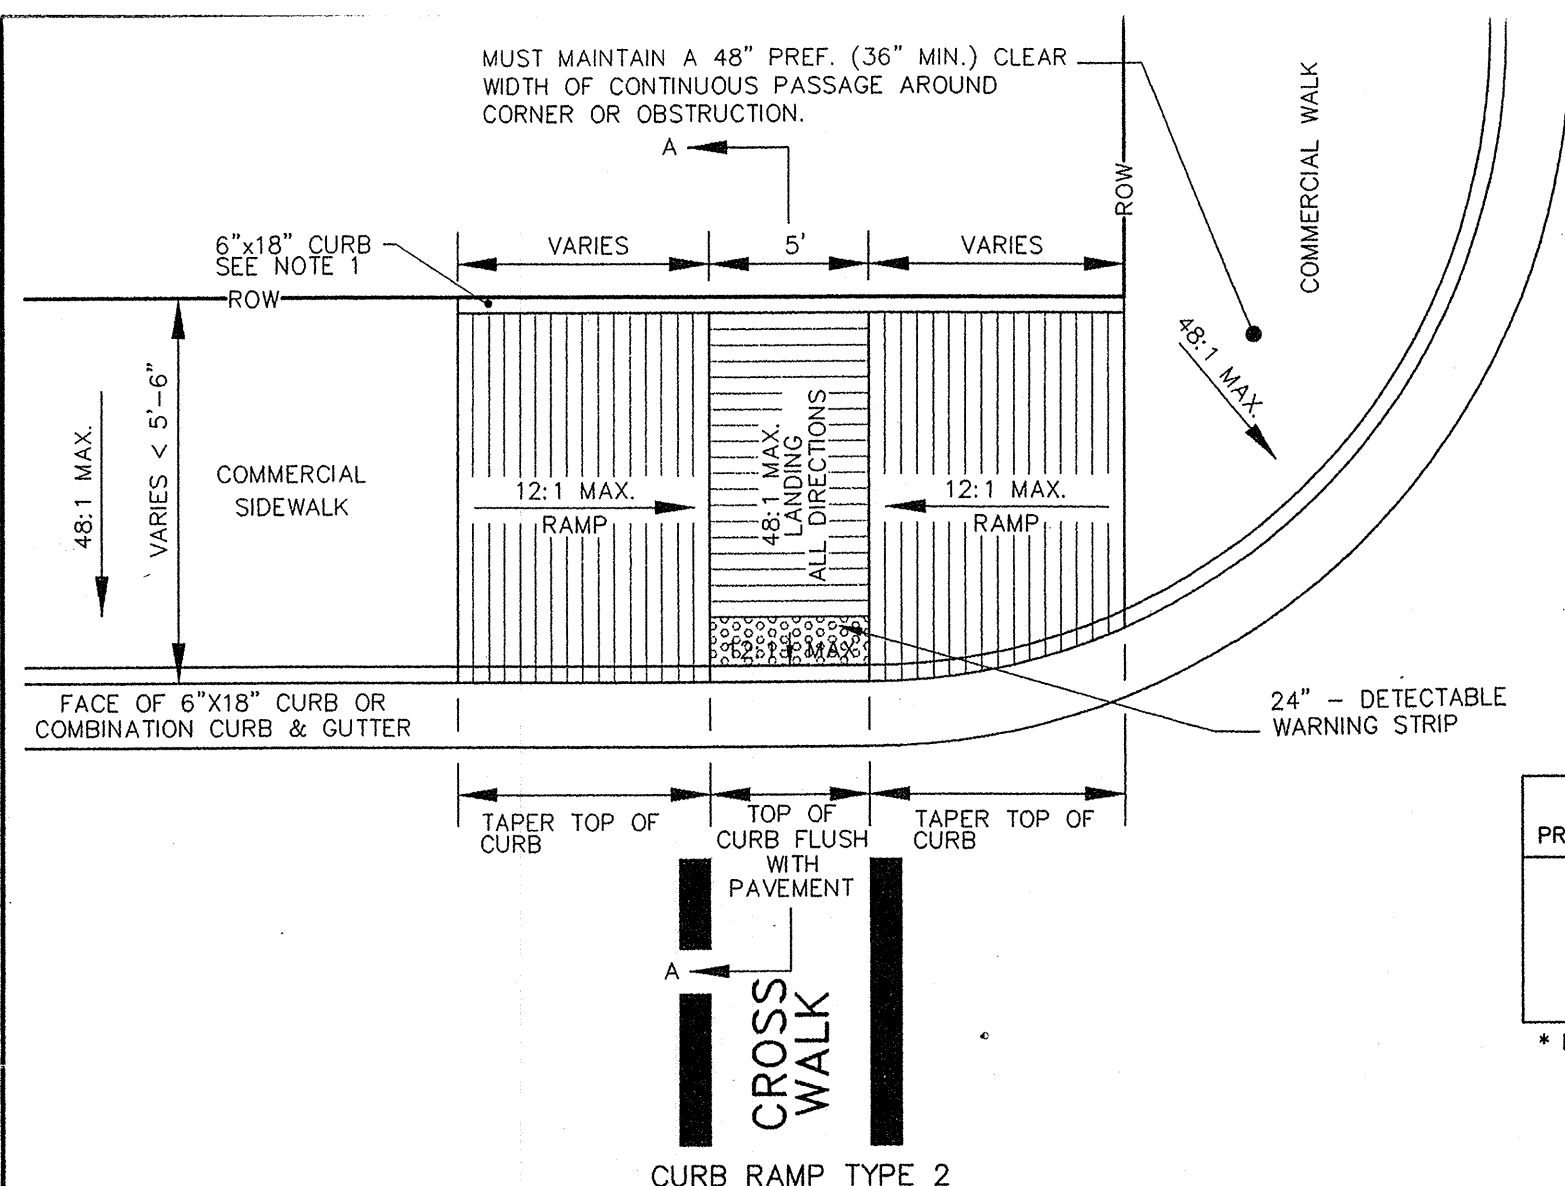 MUST MAINTAIN A 48" PREF. (36" MIN.) CLEAR
WIDTH OF CONTINUOUS PASSAGE AROUND
CORNER OR OBSTRUCTION.
A
COMMERCIAL WALK
ROW
6"x18" CURB
SEE NOTE 1
VARIES
5'
VARIES
ROW
48:1 MAX.
48:1 MAX.
VARIES < 5'-6"
COMMERCIAL
SIDEWALK
12:1 MAX.
RAMP
48:1 MAX.
LANDING
ALL DIRECTIONS
12:1 MAX.
RAMP
12:1 MAX.
FACE OF 6"X18" CURB OR
COMBINATION CURB & GUTTER
24" - DETECTABLE
WARNING STRIP
TAPER TOP OF
CURB
TOP OF
CURB FLUSH
WITH
PAVEMENT
TAPER TOP OF
CURB
PR
A
CROSS
WALK
*
CURB RAMP TYPE 2